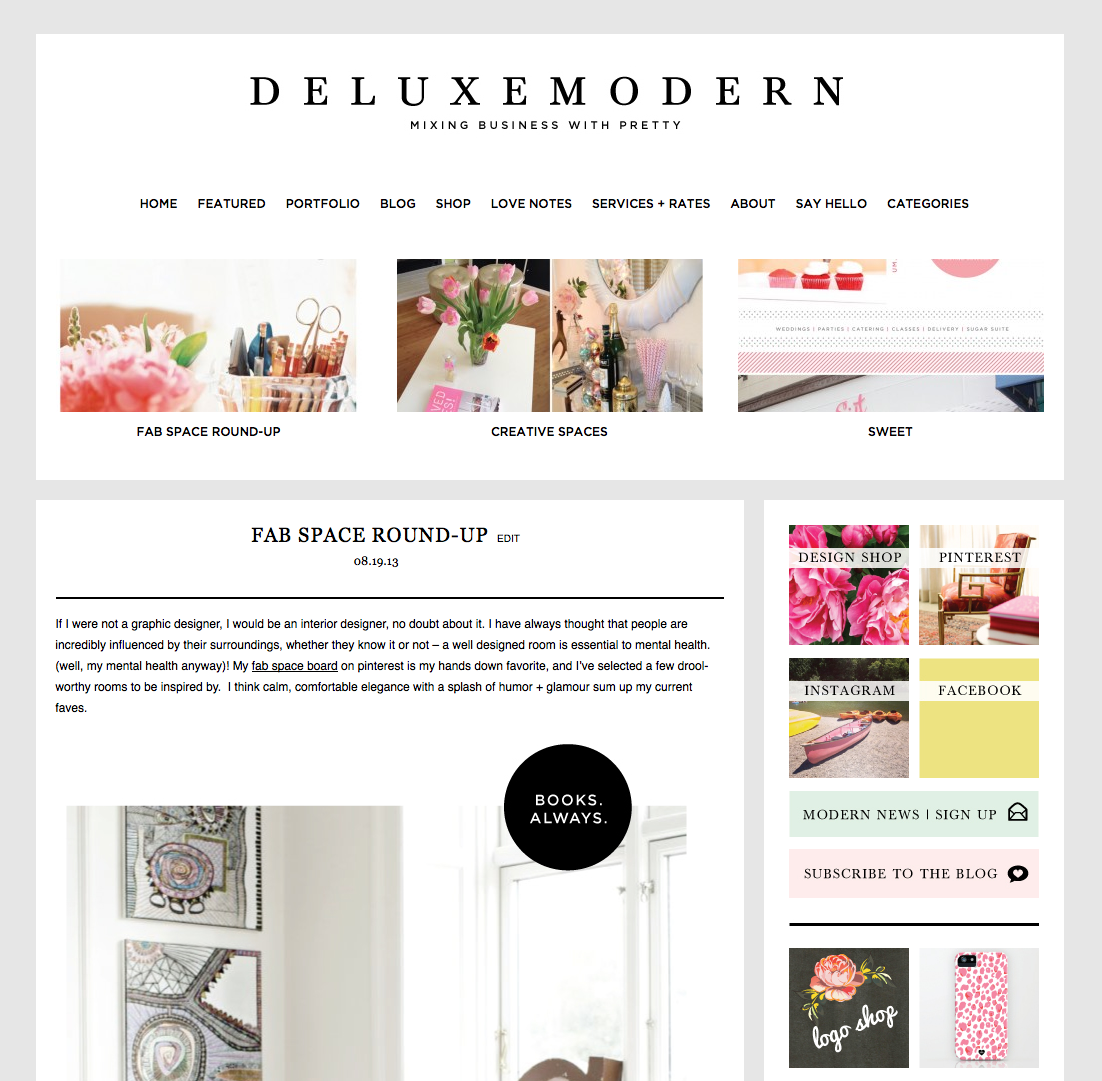 DELUXEMODERN
MIXING BUSINESS WITH PRETTY
HOME FEATURED PORTFOLIO BLOG SHOP LOVE NOTES SERVICES + RATES ABOUT SAY HELLO CATEGORIES
UM.
WEDDINGS | PARTIES | CATERING | CLASSES | DELIVERY | SUGAR SUITE
FAB SPACE ROUND-UP
CREATIVE SPACES
SWEET
FAB SPACE ROUND-UP EDIT
08.19.13
If I were not a graphic designer, I would be an interior designer, no doubt about it. I have always thought that people are
incredibly influenced by their surroundings, whether they know it or not – a well designed room is essential to mental health.
(well, my mental health anyway)! My fab space board on pinterest is my hands down favorite, and I've selected a few drool-
worthy rooms to be inspired by.  I think calm, comfortable elegance with a splash of humor + glamour sum up my current
faves.
BOOKS.
ALWAYS.
DESIGN SHOP
PINTEREST
INSTAGRAM
FACEBOOK
MODERN NEWS | SIGN UP
SUBSCRIBE TO THE BLOG
logo shop